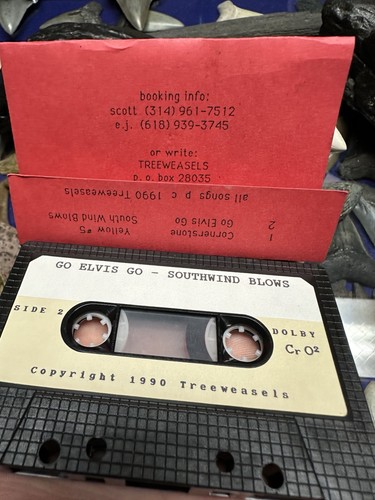 booking info:
scott (314) 961-7512
e.j. (618) 939-3745
or write:
TREEWEASELS
p.o. box 28035
1 Cornerstone Yellow #5
2 Go Elvis Go South Wind Blows
all songs p c 1990 Treeweasels
GO ELVIS GO - SOUTHWIND BLOWS
SIDE 2
DOLBY
CrO2
Copyright 1990 Treeweasels